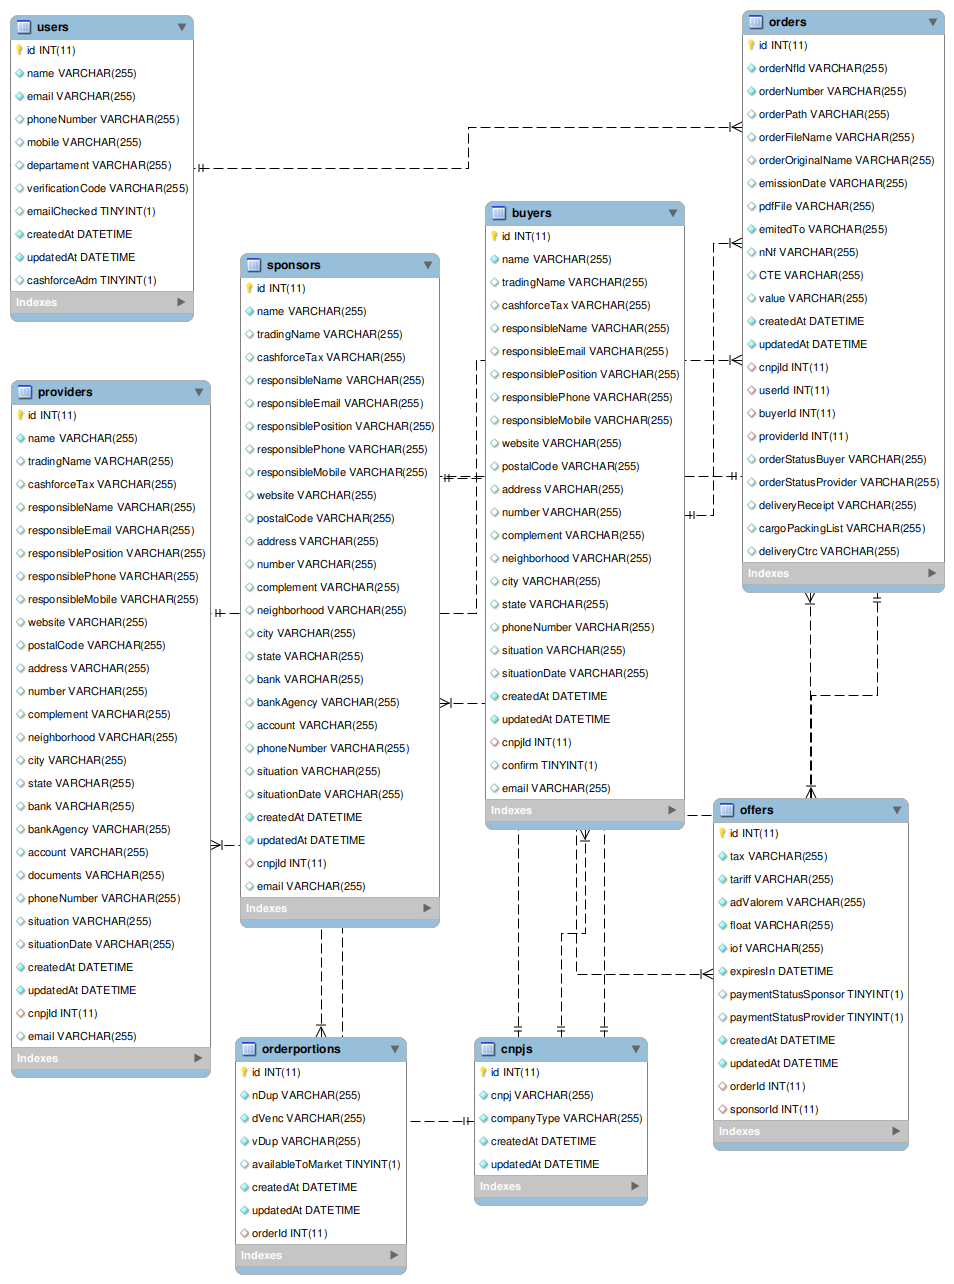 users
id INT(11)
name VARCHAR(255)
email VARCHAR(255)
phoneNumber VARCHAR(255)
mobile VARCHAR(255)
departament VARCHAR(255)
verificationCode VARCHAR(255)
emailChecked TINYINT(1)
createdAt DATETIME
updatedAt DATETIME
cashforceAdm TINYINT(1)
Indexes
orders
id INT(11)
orderNfId VARCHAR(255)
orderNumber VARCHAR(255)
orderPath VARCHAR(255)
orderFileName VARCHAR(255)
orderOriginalName VARCHAR(255)
emissionDate VARCHAR(255)
pdfFile VARCHAR(255)
emitedTo VARCHAR(255)
nNf VARCHAR(255)
CTE VARCHAR(255)
value VARCHAR(255)
createdAt DATETIME
updatedAt DATETIME
cnpjId INT(11)
userId INT(11)
buyerId INT(11)
providerId INT(11)
orderStatusBuyer VARCHAR(255)
orderStatusProvider VARCHAR(255)
deliveryReceipt VARCHAR(255)
cargoPackingList VARCHAR(255)
deliveryCtrc VARCHAR(255)
Indexes
buyers
id INT(11)
name VARCHAR(255)
tradingName VARCHAR(255)
cashforceTax VARCHAR(255)
responsibleName VARCHAR(255)
responsibleEmail VARCHAR(255)
responsiblePosition VARCHAR(255)
responsiblePhone VARCHAR(255)
responsibleMobile VARCHAR(255)
website VARCHAR(255)
postalCode VARCHAR(255)
address VARCHAR(255)
number VARCHAR(255)
complement VARCHAR(255)
neighborhood VARCHAR(255)
city VARCHAR(255)
state VARCHAR(255)
phoneNumber VARCHAR(255)
situation VARCHAR(255)
situationDate VARCHAR(255)
createdAt DATETIME
updatedAt DATETIME
cnpjId INT(11)
confirm TINYINT(1)
email VARCHAR(255)
Indexes
sponsors
id INT(11)
name VARCHAR(255)
tradingName VARCHAR(255)
cashforceTax VARCHAR(255)
responsibleName VARCHAR(255)
responsibleEmail VARCHAR(255)
responsiblePosition VARCHAR(255)
responsiblePhone VARCHAR(255)
responsibleMobile VARCHAR(255)
website VARCHAR(255)
postalCode VARCHAR(255)
address VARCHAR(255)
number VARCHAR(255)
complement VARCHAR(255)
neighborhood VARCHAR(255)
city VARCHAR(255)
state VARCHAR(255)
bank VARCHAR(255)
bankAgency VARCHAR(255)
account VARCHAR(255)
phoneNumber VARCHAR(255)
situation VARCHAR(255)
situationDate VARCHAR(255)
createdAt DATETIME
updatedAt DATETIME
cnpjId INT(11)
email VARCHAR(255)
Indexes
providers
id INT(11)
name VARCHAR(255)
tradingName VARCHAR(255)
cashforceTax VARCHAR(255)
responsibleName VARCHAR(255)
responsibleEmail VARCHAR(255)
responsiblePosition VARCHAR(255)
responsiblePhone VARCHAR(255)
responsibleMobile VARCHAR(255)
website VARCHAR(255)
postalCode VARCHAR(255)
address VARCHAR(255)
number VARCHAR(255)
complement VARCHAR(255)
neighborhood VARCHAR(255)
city VARCHAR(255)
state VARCHAR(255)
bank VARCHAR(255)
bankAgency VARCHAR(255)
account VARCHAR(255)
documents VARCHAR(255)
phoneNumber VARCHAR(255)
situation VARCHAR(255)
situationDate VARCHAR(255)
createdAt DATETIME
updatedAt DATETIME
cnpjId INT(11)
email VARCHAR(255)
Indexes
offers
id INT(11)
tax VARCHAR(255)
tariff VARCHAR(255)
adValorem VARCHAR(255)
float VARCHAR(255)
iof VARCHAR(255)
expiresIn DATETIME
paymentStatusSponsor TINYINT(1)
paymentStatusProvider TINYINT(1)
createdAt DATETIME
updatedAt DATETIME
orderId INT(11)
sponsorId INT(11)
Indexes
orderportions
id INT(11)
nDup VARCHAR(255)
dVenc VARCHAR(255)
vDup VARCHAR(255)
availableToMarket TINYINT(1)
createdAt DATETIME
updatedAt DATETIME
orderId INT(11)
Indexes
cnpjs
id INT(11)
cnpj VARCHAR(255)
companyType VARCHAR(255)
createdAt DATETIME
updatedAt DATETIME
Indexes